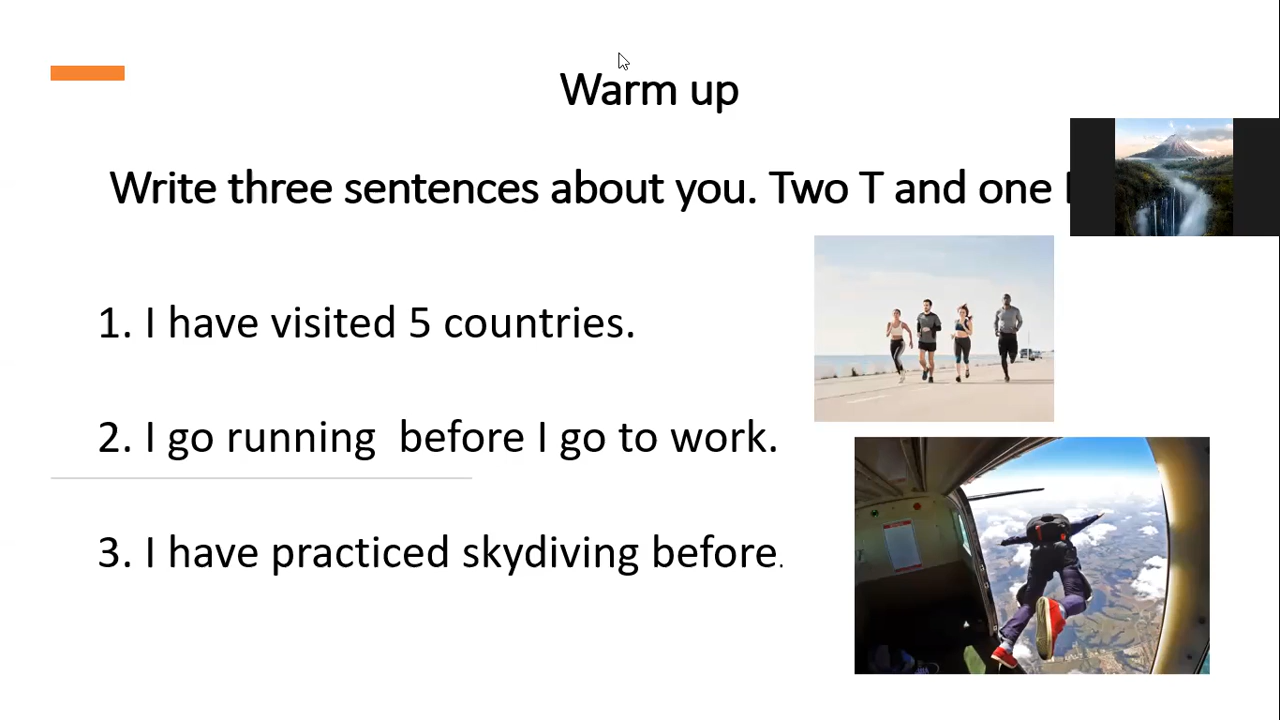 Warm up
Write three sentences about you. Two T and one
1. I have visited 5 countries.
2. I go running  before I go to work.
3. I have practiced skydiving before.